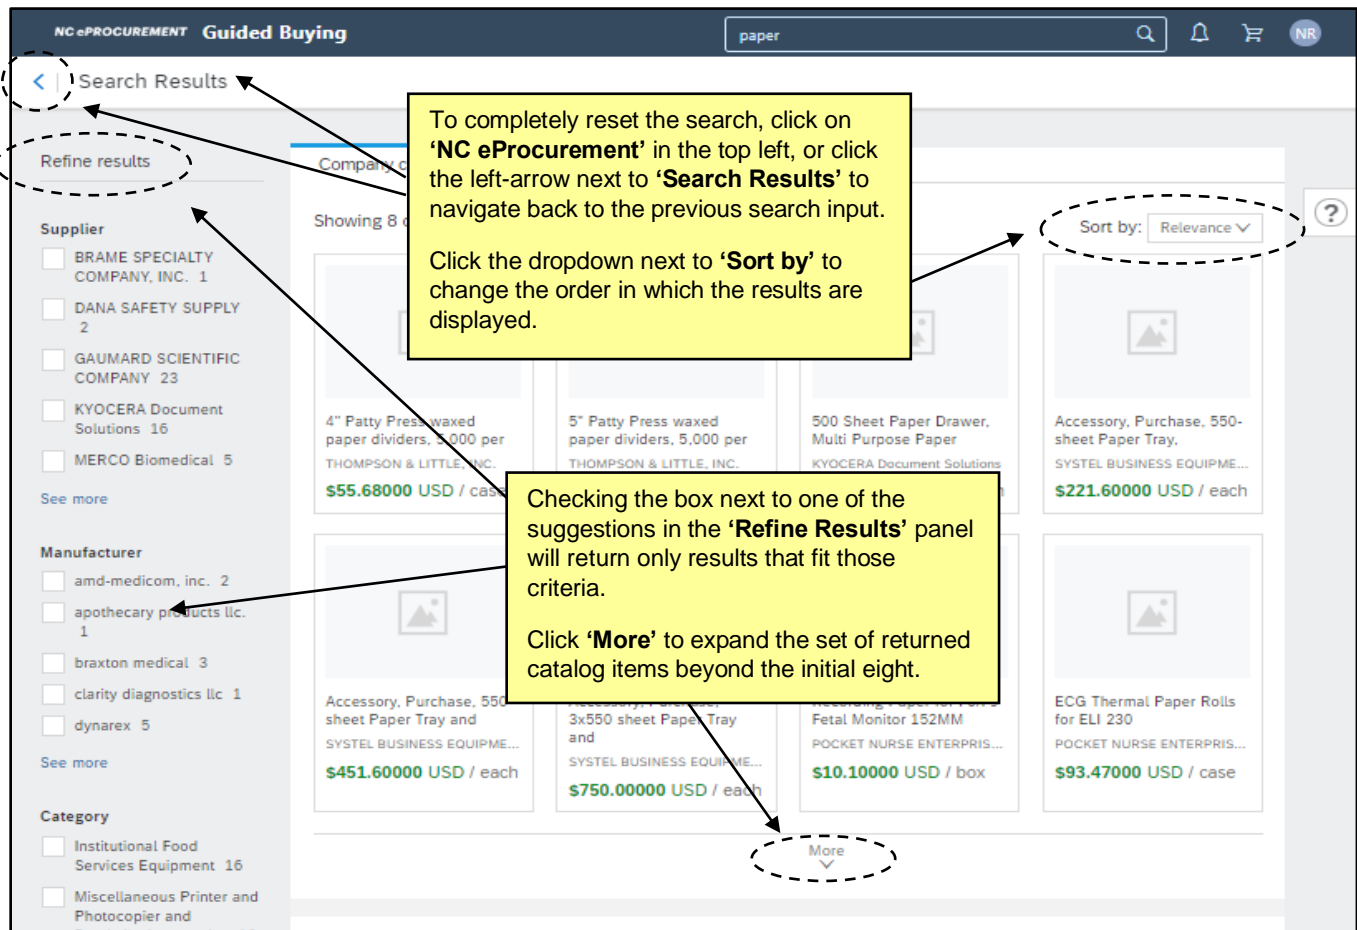 NC ePROCUREMENT Guided Buying
paper
NR
Search Results
To completely reset the search, click on
'NC eProcurement' in the top left, or click
the left-arrow next to 'Search Results' to
navigate back to the previous search input.
Click the dropdown next to 'Sort by' to
change the order in which the results are
displayed.
Refine results
Supplier
BRAME SPECIALTY
COMPANY, INC. 1
DANA SAFETY SUPPLY
2
GAUMARD SCIENTIFIC
COMPANY 23
KYOCERA Document
Solutions 16
MERCO Biomedical 5
See more
Manufacturer
amd-medicom, inc. 2
apothecary products llc.
1
braxton medical 3
clarity diagnostics llc 1
dynarex 5
See more
Category
Institutional Food
Services Equipment 16
Miscellaneous Printer and
Photocopier and
Company c
Showing 8
Sort by: Relevance
?
4" Patty Press waxed
paper dividers, 5,000 per
THOMPSON & LITTLE, INC.
$55.68000 USD / case
5" Patty Press waxed
paper dividers, 5,000 per
THOMPSON & LITTLE, INC.
500 Sheet Paper Drawer,
Multi Purpose Paper
KYOCERA Document Solutions
Accessory, Purchase, 550-
sheet Paper Tray,
SYSTEL BUSINESS EQUIPME...
$221.60000 USD / each
Checking the box next to one of the
suggestions in the 'Refine Results' panel
will return only results that fit those
criteria.
Click 'More' to expand the set of returned
catalog items beyond the initial eight.
Accessory, Purchase, 550-
sheet Paper Tray and
SYSTEL BUSINESS EQUIPME...
$451.60000 USD / each
Accessory, Purchase,
3x550 sheet Paper Tray
and
SYSTEL BUSINESS EQUIPME...
$750.00000 USD / each
Recording Paper for
Fetal Monitor 152MM
POCKET NURSE ENTERPRIS...
$10.10000 USD / box
ECG Thermal Paper Rolls
for ELI 230
POCKET NURSE ENTERPRIS...
$93.47000 USD / case
More